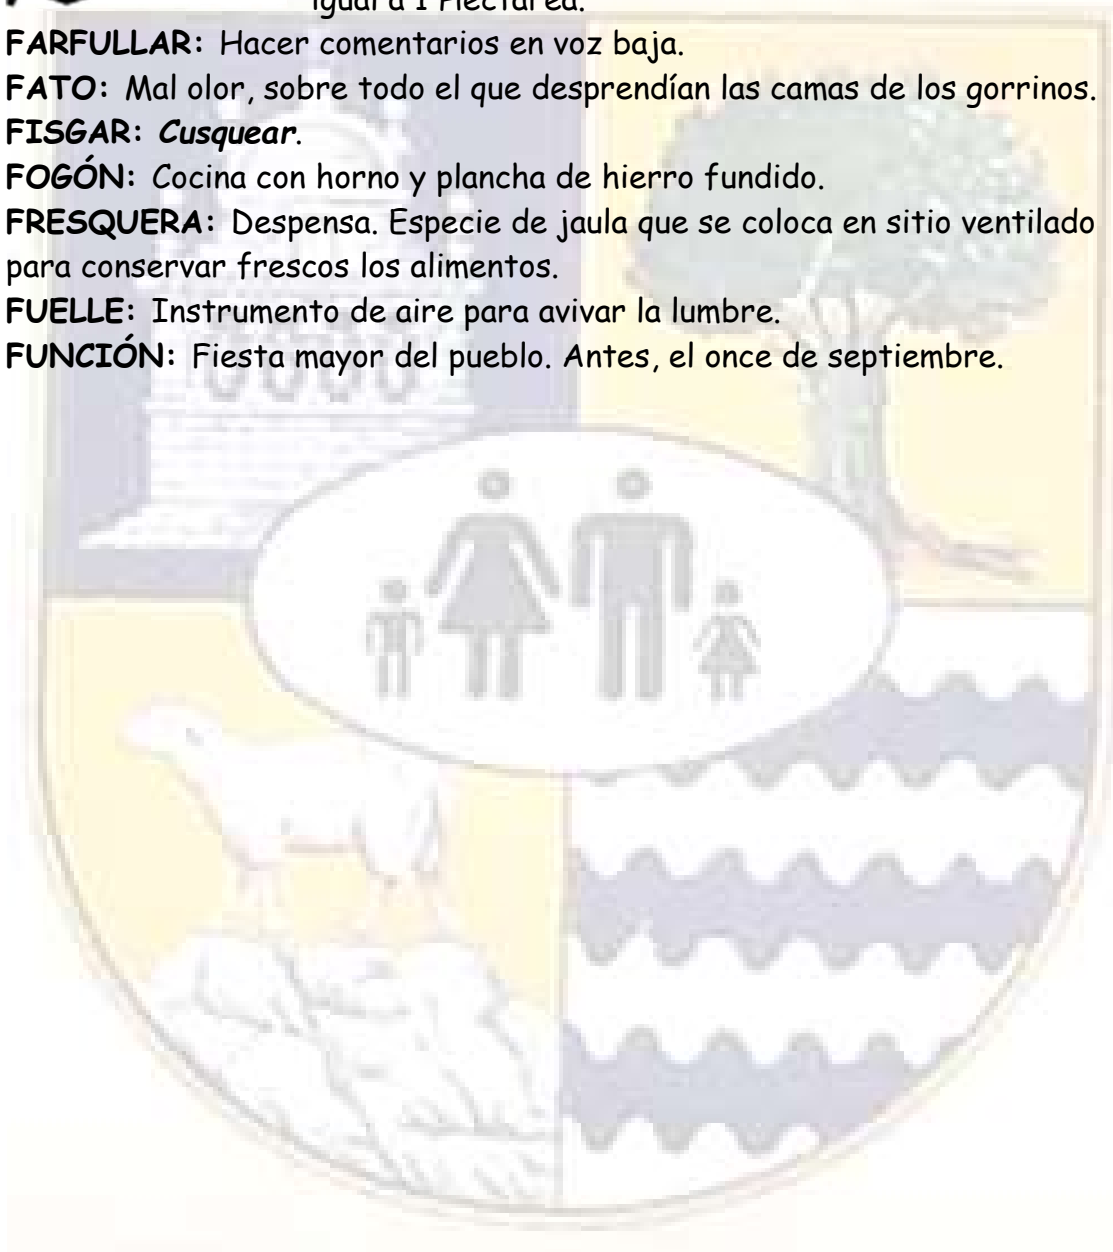 igual a 1 Hectárea.
FARFULLAR: Hacer comentarios en voz baja.
FATO: Mal olor, sobre todo el que desprendían las camas de los gorrinos.
FISGAR: Cusquear.
FOGÓN: Cocina con horno y plancha de hierro fundido.
FRESQUERA: Despensa. Especie de jaula que se coloca en sitio ventilado
para conservar frescos los alimentos.
FUELLE: Instrumento de aire para avivar la lumbre.
FUNCIÓN: Fiesta mayor del pueblo. Antes, el once de septiembre.